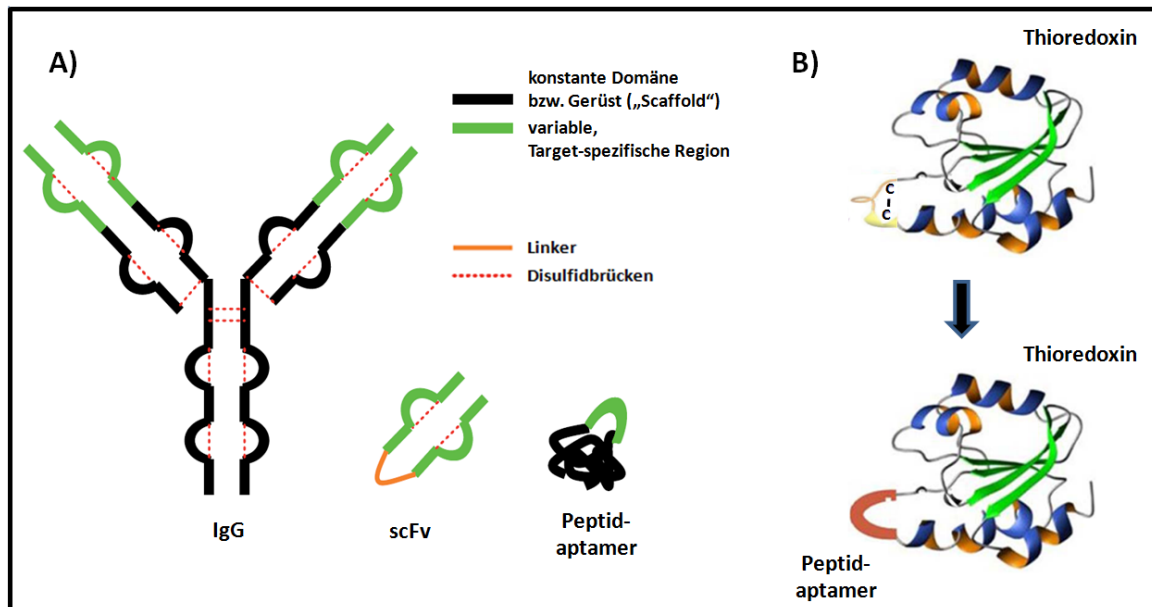 A)
konstante Domäne
bzw. Gerüst („Scaffold“)
variable,
Target-spezifische Region
Linker
Disulfidbrücken
IgG
scFv
Peptid-
aptamer
B)
Thioredoxin
C
C
Thioredoxin
Peptid-
aptamer